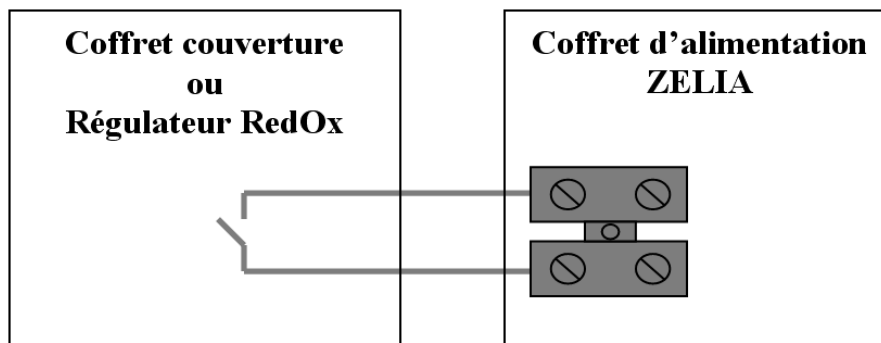 Coffret couverture
ou
Régulateur RedOx
Coffret d’alimentation
ZELIA